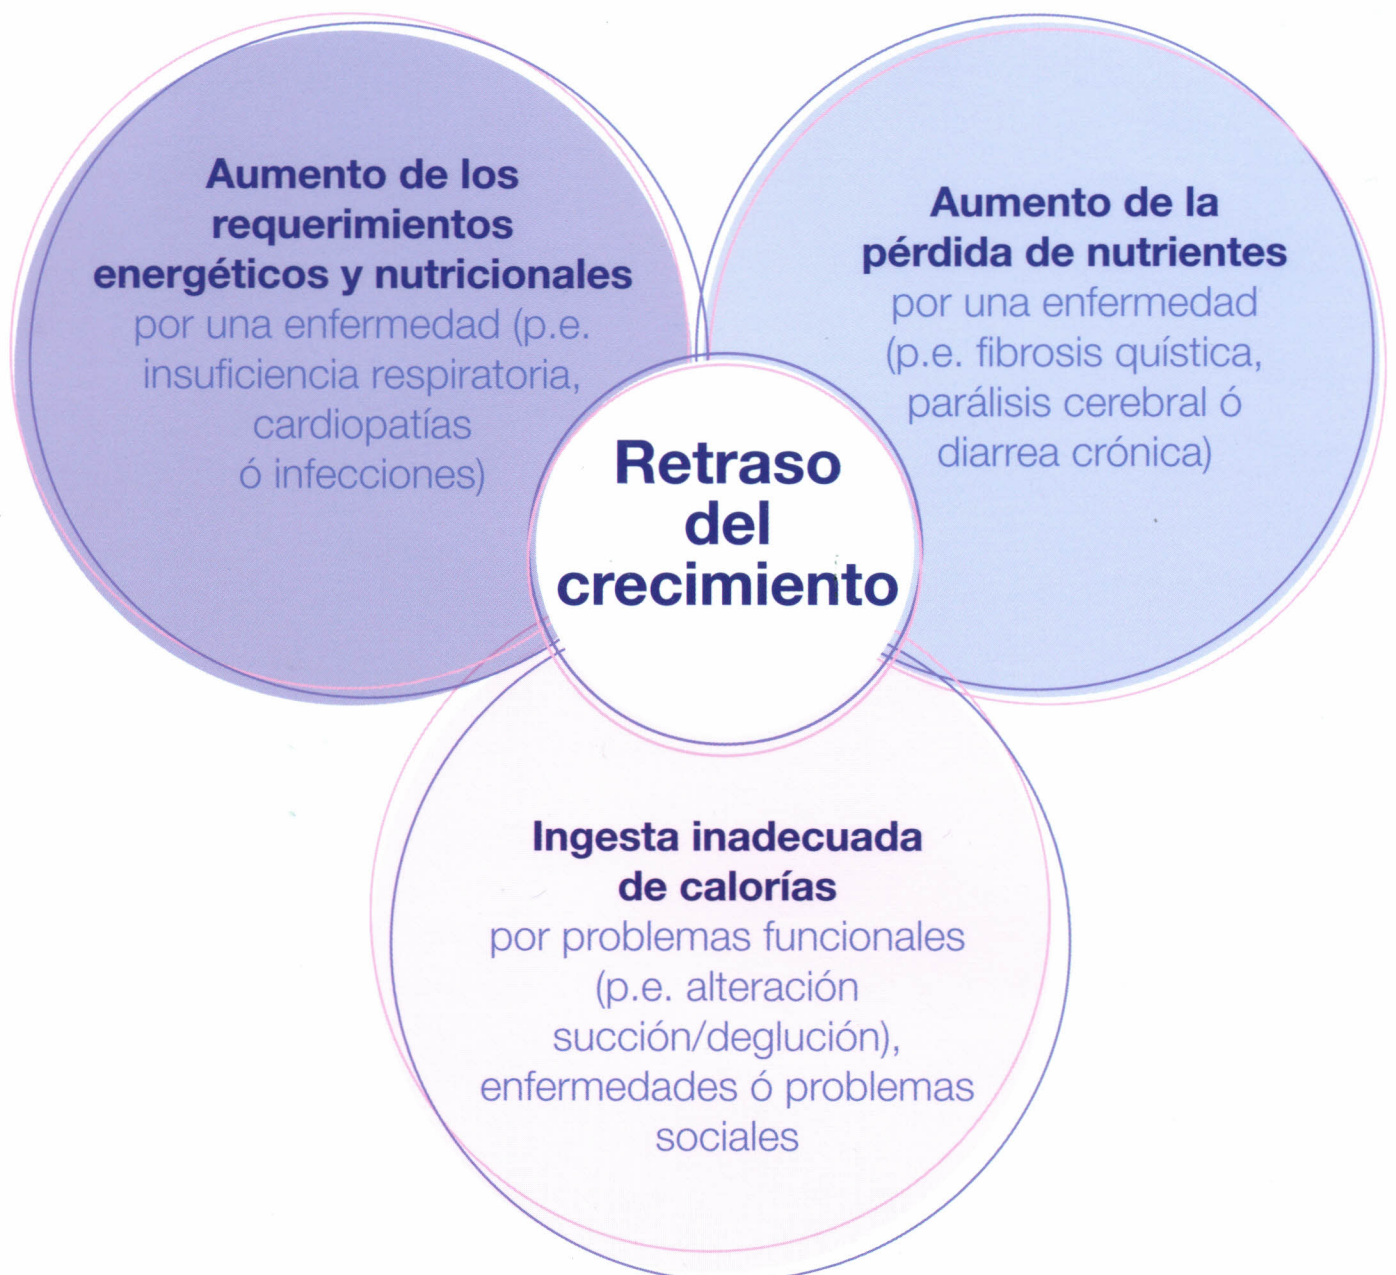 Aumento de los
requerimientos
energéticos y nutricionales
por una enfermedad (p.e.
insuficiencia respiratoria,
cardiopatías
ó infecciones)
Aumento de la
pérdida de nutrientes
por una enfermedad
(p.e. fibrosis quística,
parálisis cerebral ó
diarrea crónica)
Retraso
del
crecimiento
Ingesta inadecuada
de calorías
por problemas funcionales
(p.e. alteración
succión/deglución),
enfermedades ó problemas
sociales